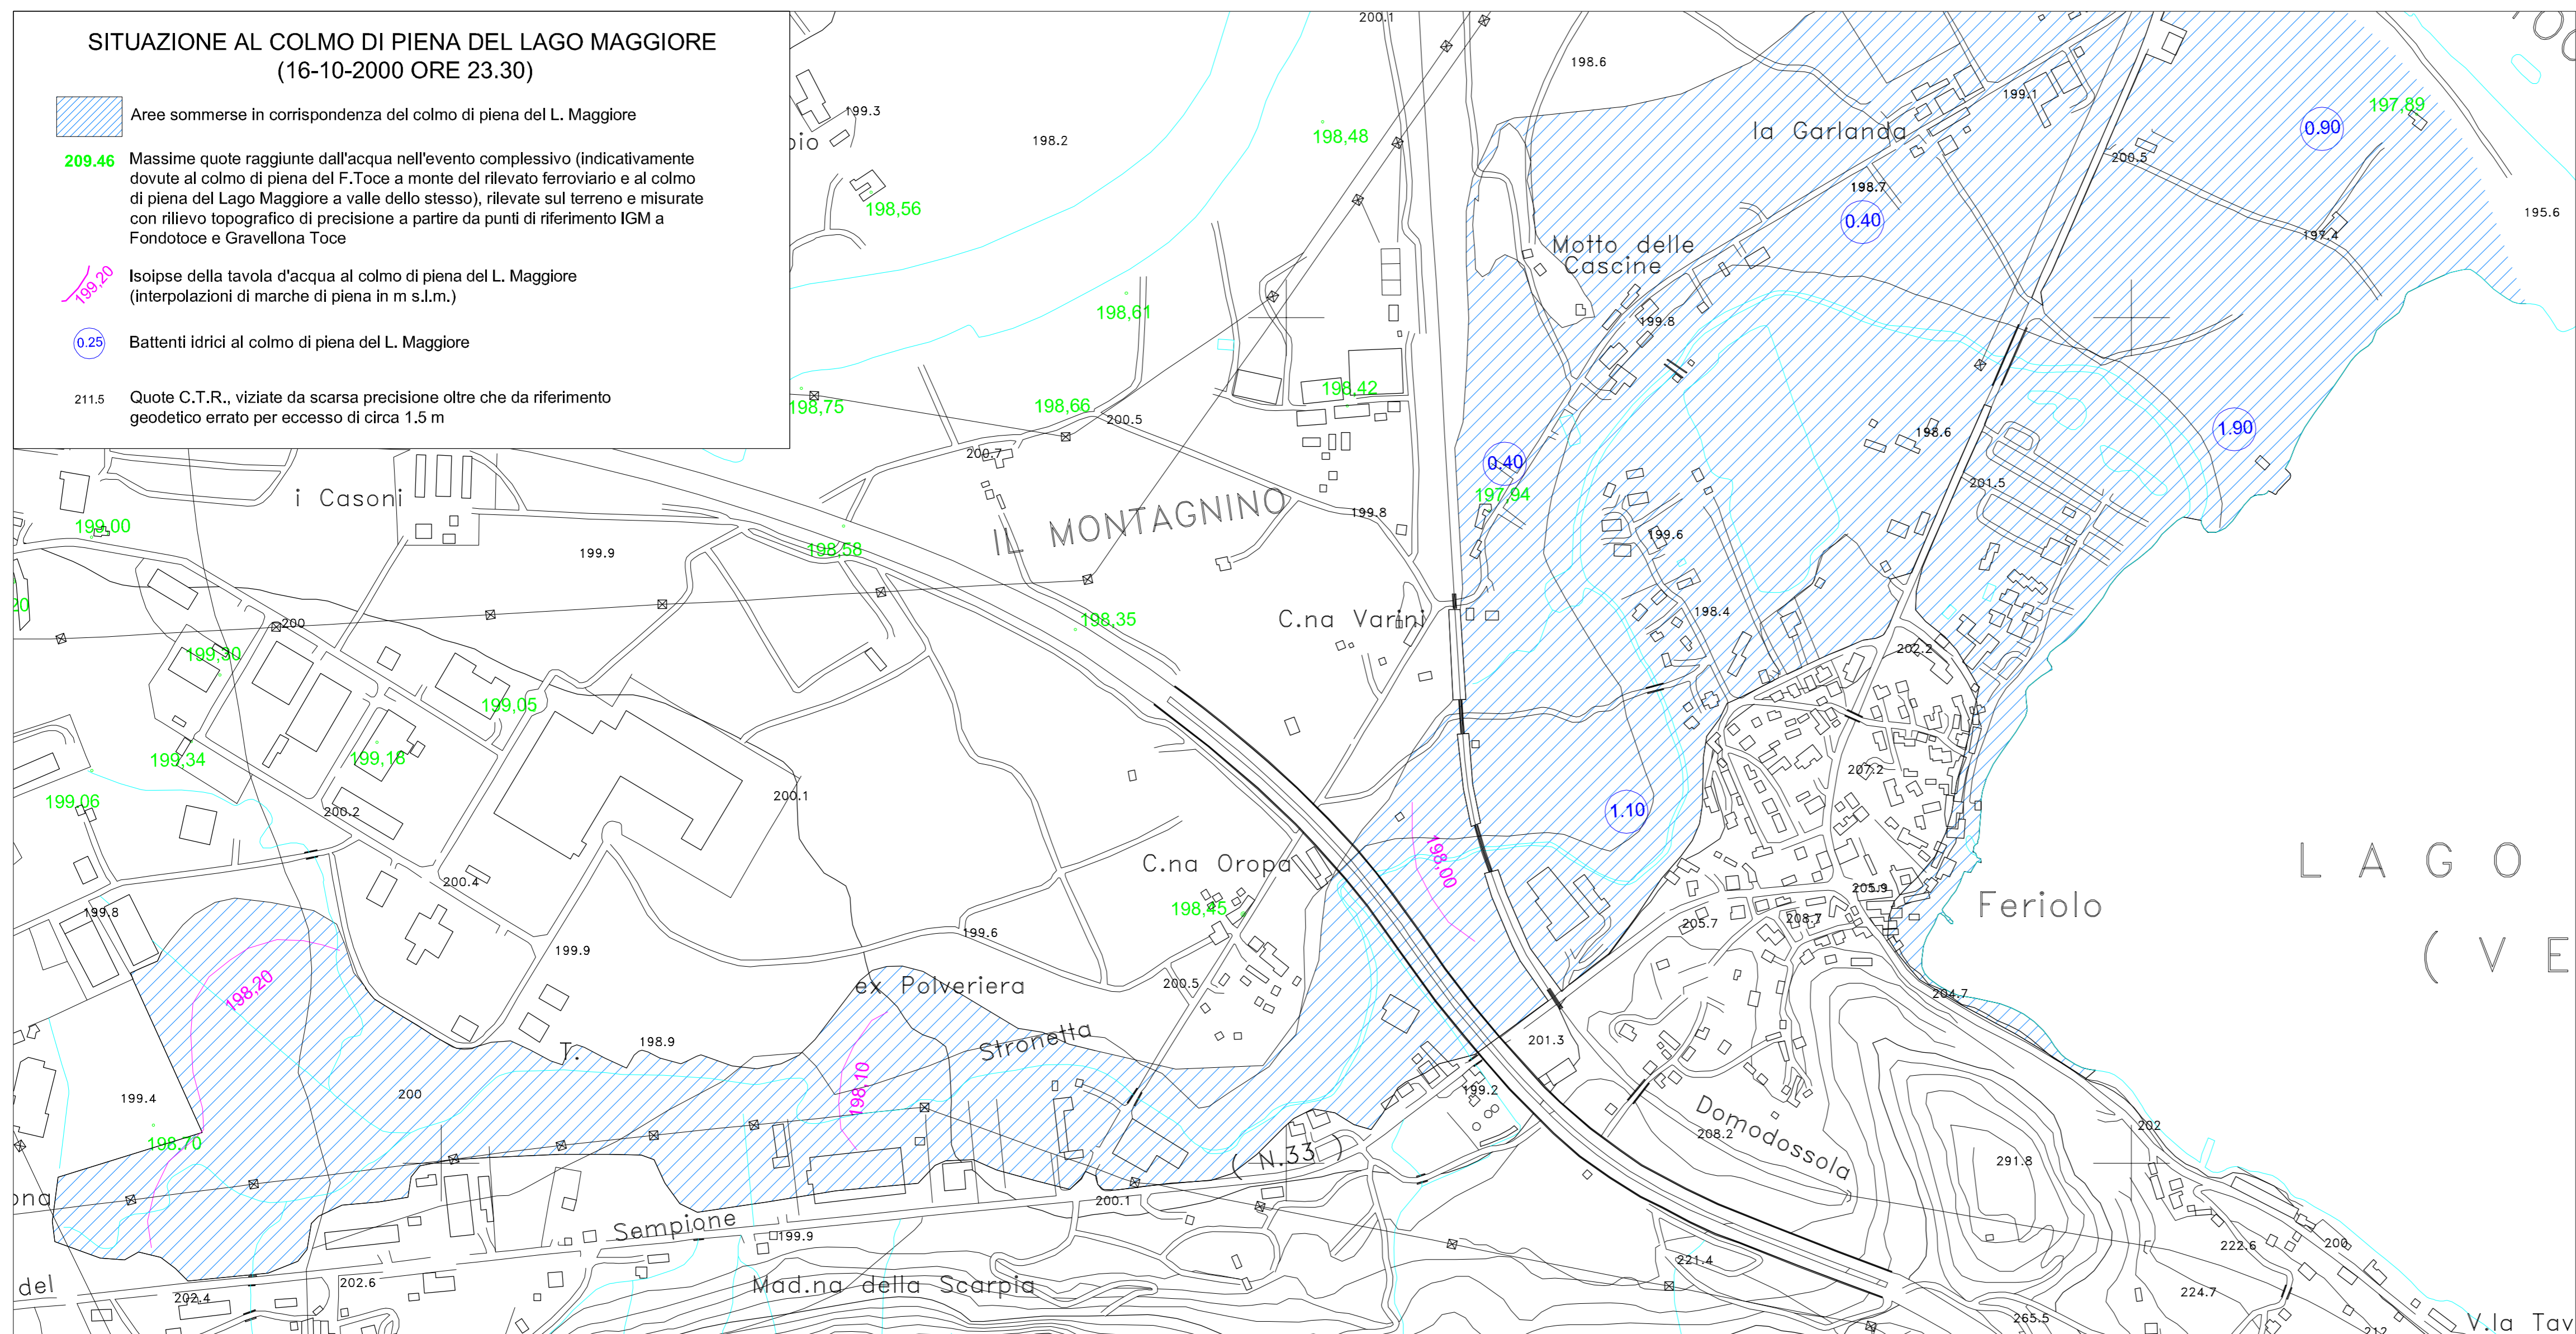 SITUAZIONE AL COLMO DI PIENA DEL LAGO MAGGIORE
(16-10-2000 ORE 23.30)
Aree sommerse in corrispondenza del colmo di piena del L. Maggiore
209.46
Massime quote raggiunte dall'acqua nell'evento complessivo (indicativamente
dovute al colmo di piena del F.Toce a monte del rilevato ferroviario e al colmo
di piena del Lago Maggiore a valle dello stesso), rilevate sul terreno e misurate
con rilievo topografico di precisione a partire da punti di riferimento IGM a
Fondotoce e Gravellona Toce
199,20
Isoipse della tavola d'acqua al colmo di piena del L. Maggiore
(interpolazioni di marche di piena in m s.l.m.)
0.25
Battenti idrici al colmo di piena del L. Maggiore
211.5
Quote C.T.R., viziate da scarsa precisione oltre che da riferimento
geodetico errato per eccesso di circa 1.5 m
200.1
198.6
199.1
197,89
0.90
199.3
198.2
198,48
la Garlanda
200.5
198.7
0.40
198,56
195.6
197.4
Motto delle
Cascine
198,61
199.8
198,42
198,75
198,66
200.5
200.7
198.6
1.90
0.40
197,94
201.5
i Casoni
IL MONTAGNINO
199.8
199,00
199.9
198,58
199.6
198.4
200
198,35
C.na Varini
202.2
199,30
199,05
199,34
199,18
207.2
199,06
200.1
200.2
1.10
198,00
C.na Oropa
L A G O
200.4
205.9
Feriolo
199.8
198,45
208.7
205.7
199.6
199.9
( V E
198,20
ex Polveriera
200.5
204.7
Stronetta
T.
198.9
201.3
200
198,10
199.2
199.4
198,70
Domodossola
208.2
202
( N.33 )
291.8
200.1
Sempione
199.9
222.6
200
221.4
del
202.6
Mad.na della Scarpia
202.4
224.7
265.5
212
V.la Tav